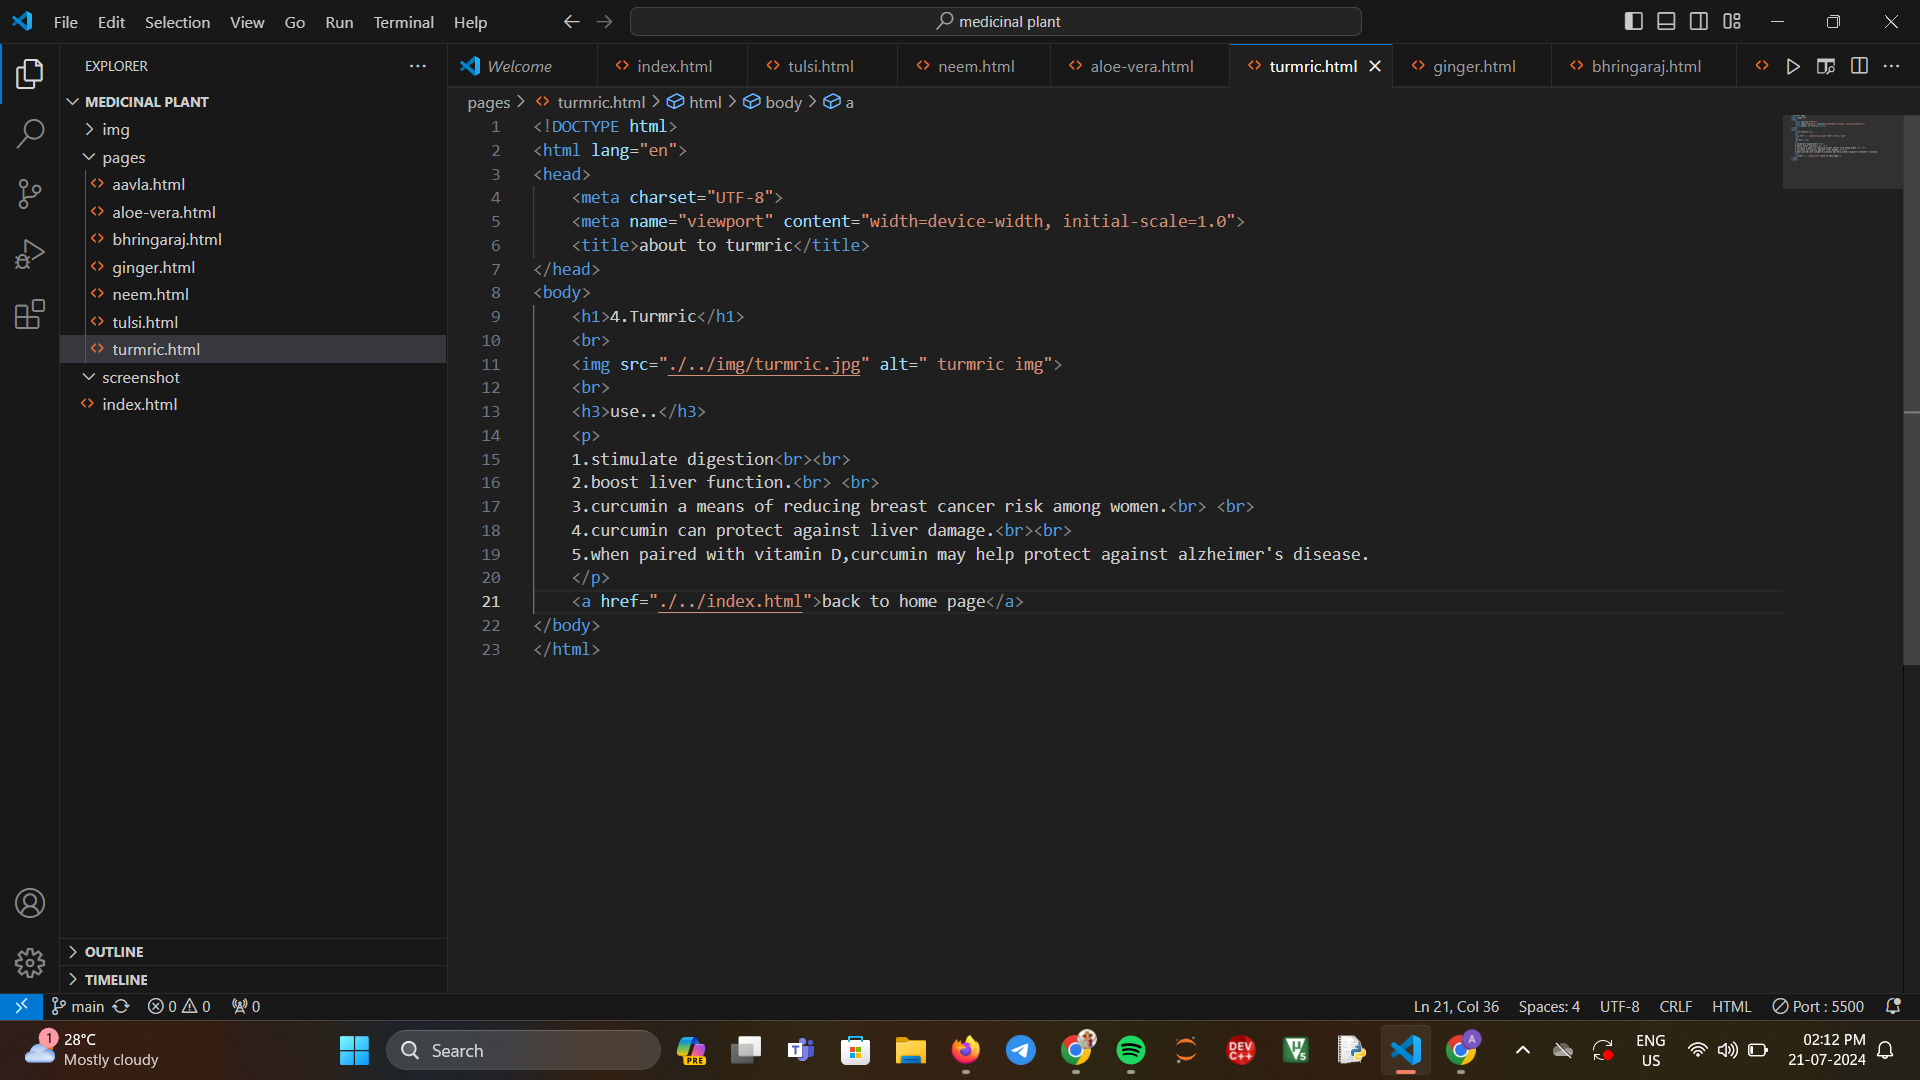 File Edit Selection View Go Run Terminal Help
medicinal plant
EXPLORER
MEDICINAL PLANT
img
pages
aavla.html
aloe-vera.html
bhringaraj.html
ginger.html
neem.html
tulsi.html
turmric.html
screenshot
index.html
OUTLINE
TIMELINE
Welcome index.html tulsi.html neem.html aloe-vera.html turmric.html ginger.html bhringaraj.html
pages > turmric.html > html > body > a
1 <!DOCTYPE html>
2 <html lang="en">
3 <head>
4 <meta charset="UTF-8">
5 <meta name="viewport" content="width=device-width, initial-scale=1.0">
6 <title>about to turmric</title>
7 </head>
8 <body>
9 <h1>4.Turmric</h1>
10 <br>
11 <img src="./../img/turmric.jpg" alt=" turmric img">
12 <br>
13 <h3>use..</h3>
14 <p>
15 1.stimulate digestion<br><br>
16 2.boost liver function.<br> <br>
17 3.curcumin a means of reducing breast cancer risk among women.<br> <br>
18 4.curcumin can protect against liver damage.<br><br>
19 5.when paired with vitamin D,curcumin may help protect against alzheimer's disease.
20 </p>
21 <a href="./../index.html">back to home page</a>
22 </body>
23 </html>
main 0 0 0 Ln 21, Col 36 Spaces: 4 UTF-8 CRLF HTML Port : 5500
1
28°C
Mostly cloudy
Search
PRE
DEV
C++
A
ENG
US
02:12 PM
21-07-2024